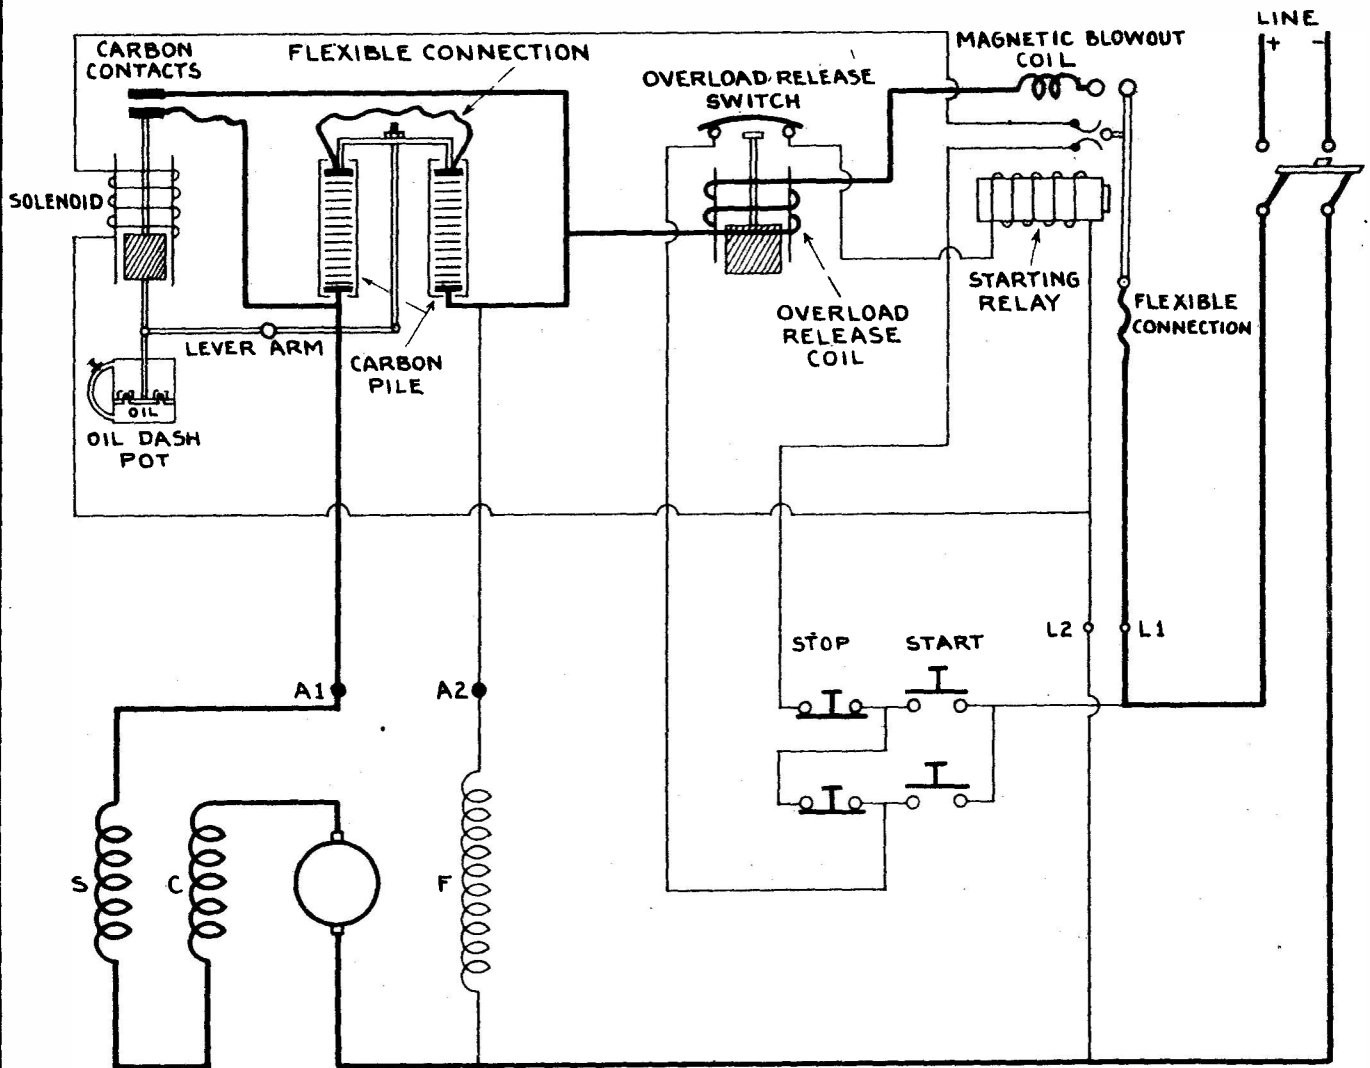 LINE
+ -
CARBON
CONTACTS
FLEXIBLE CONNECTION
MAGNETIC BLOWOUT
COIL
OVERLOAD RELEASE
SWITCH
SOLENOID
STARTING
RELAY
FLEXIBLE
CONNECTION
OVERLOAD
RELEASE
COIL
LEVER ARM
CARBON
PILE
OIL
OIL DASH
POT
L2
L1
STOP
START
A1
A2
S
C
F